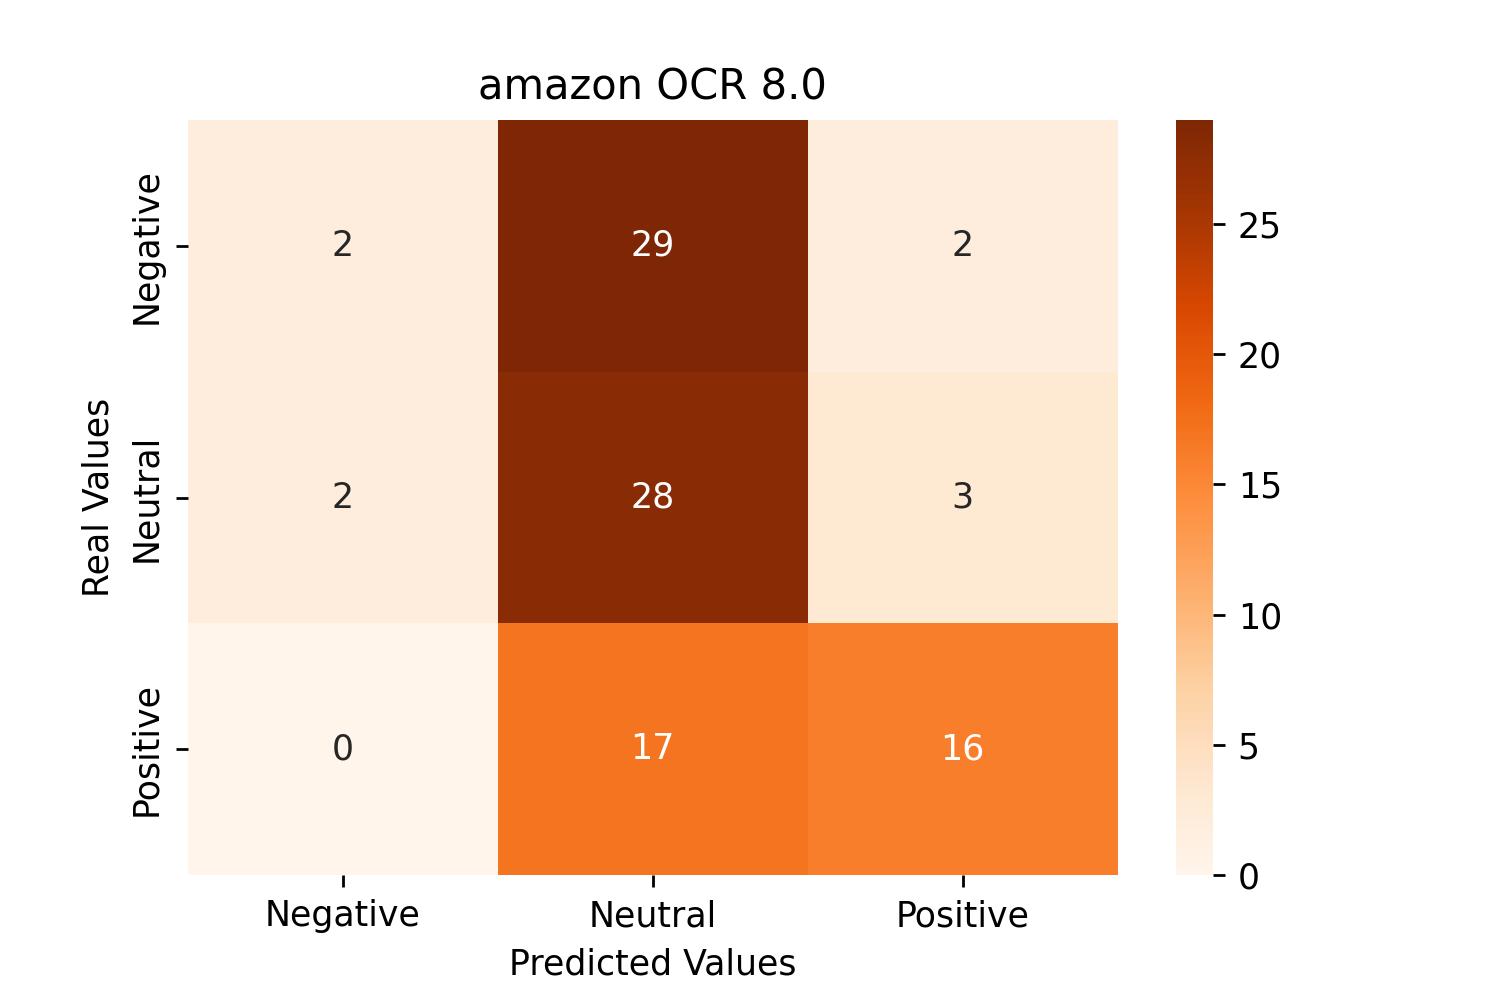 amazon OCR 8.0
Real Values
Negative
2
29
2
Neutral
2
28
3
Positive
0
17
16
Negative
Neutral
Positive
Predicted Values
25
20
15
10
5
0